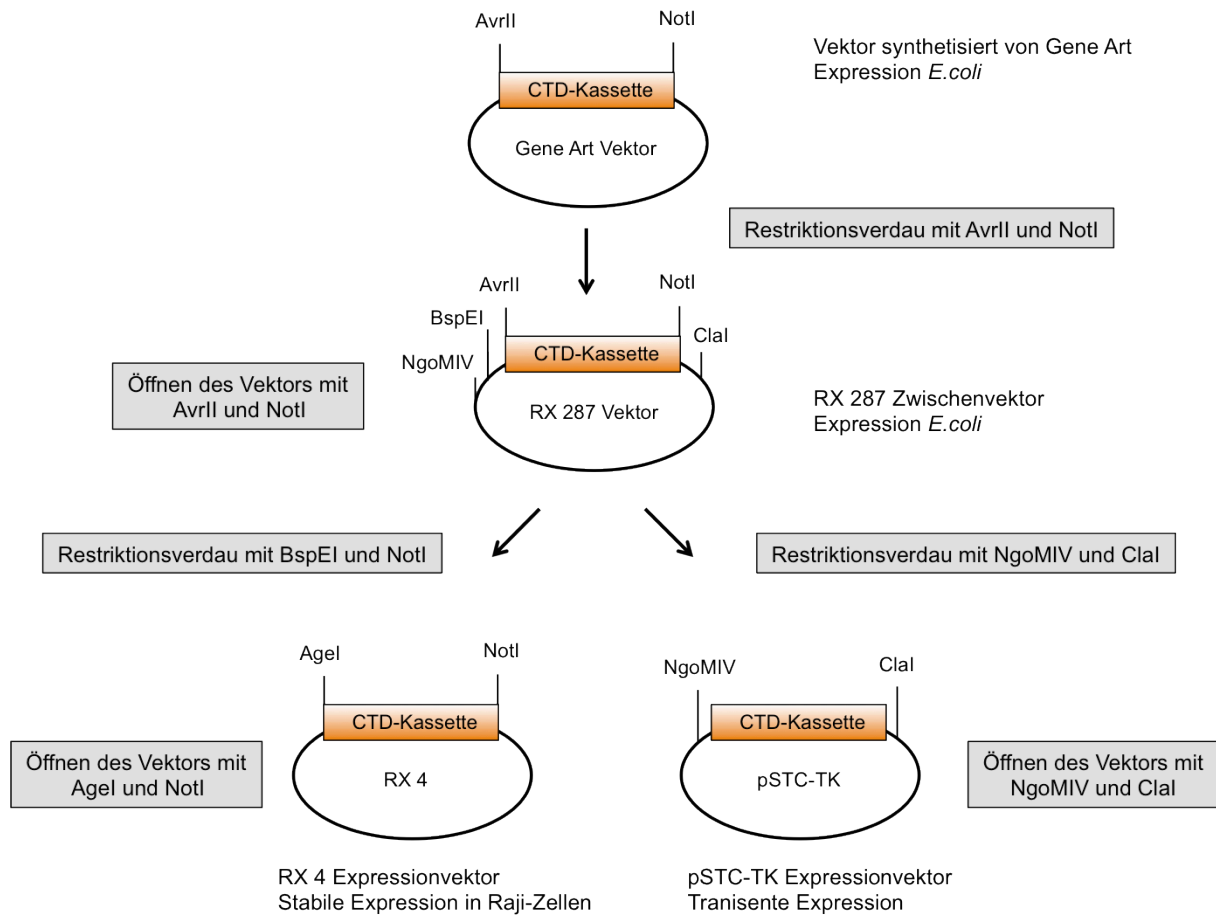 AvrII
NotI
Vektor synthetisiert von Gene Art
Expression E.coli
CTD-Kassette
Gene Art Vektor
Restriktionsverdau mit AvrII und NotI
AvrII
NotI
BspEI
ClaI
NgoMIV
CTD-Kassette
Öffnen des Vektors mit
AvrII und NotI
RX 287 Vektor
RX 287 Zwischenvektor
Expression E.coli
Restriktionsverdau mit BspEI und NotI
Restriktionsverdau mit NgoMIV und ClaI
AgeI
NotI
NgoMIV
ClaI
CTD-Kassette
CTD-Kassette
Öffnen des Vektors mit
AgeI und NotI
RX 4
pSTC-TK
Öffnen des Vektors mit
NgoMIV und ClaI
RX 4 Expressionvektor
Stabile Expression in Raji-Zellen
pSTC-TK Expressionvektor
Tranisente Expression